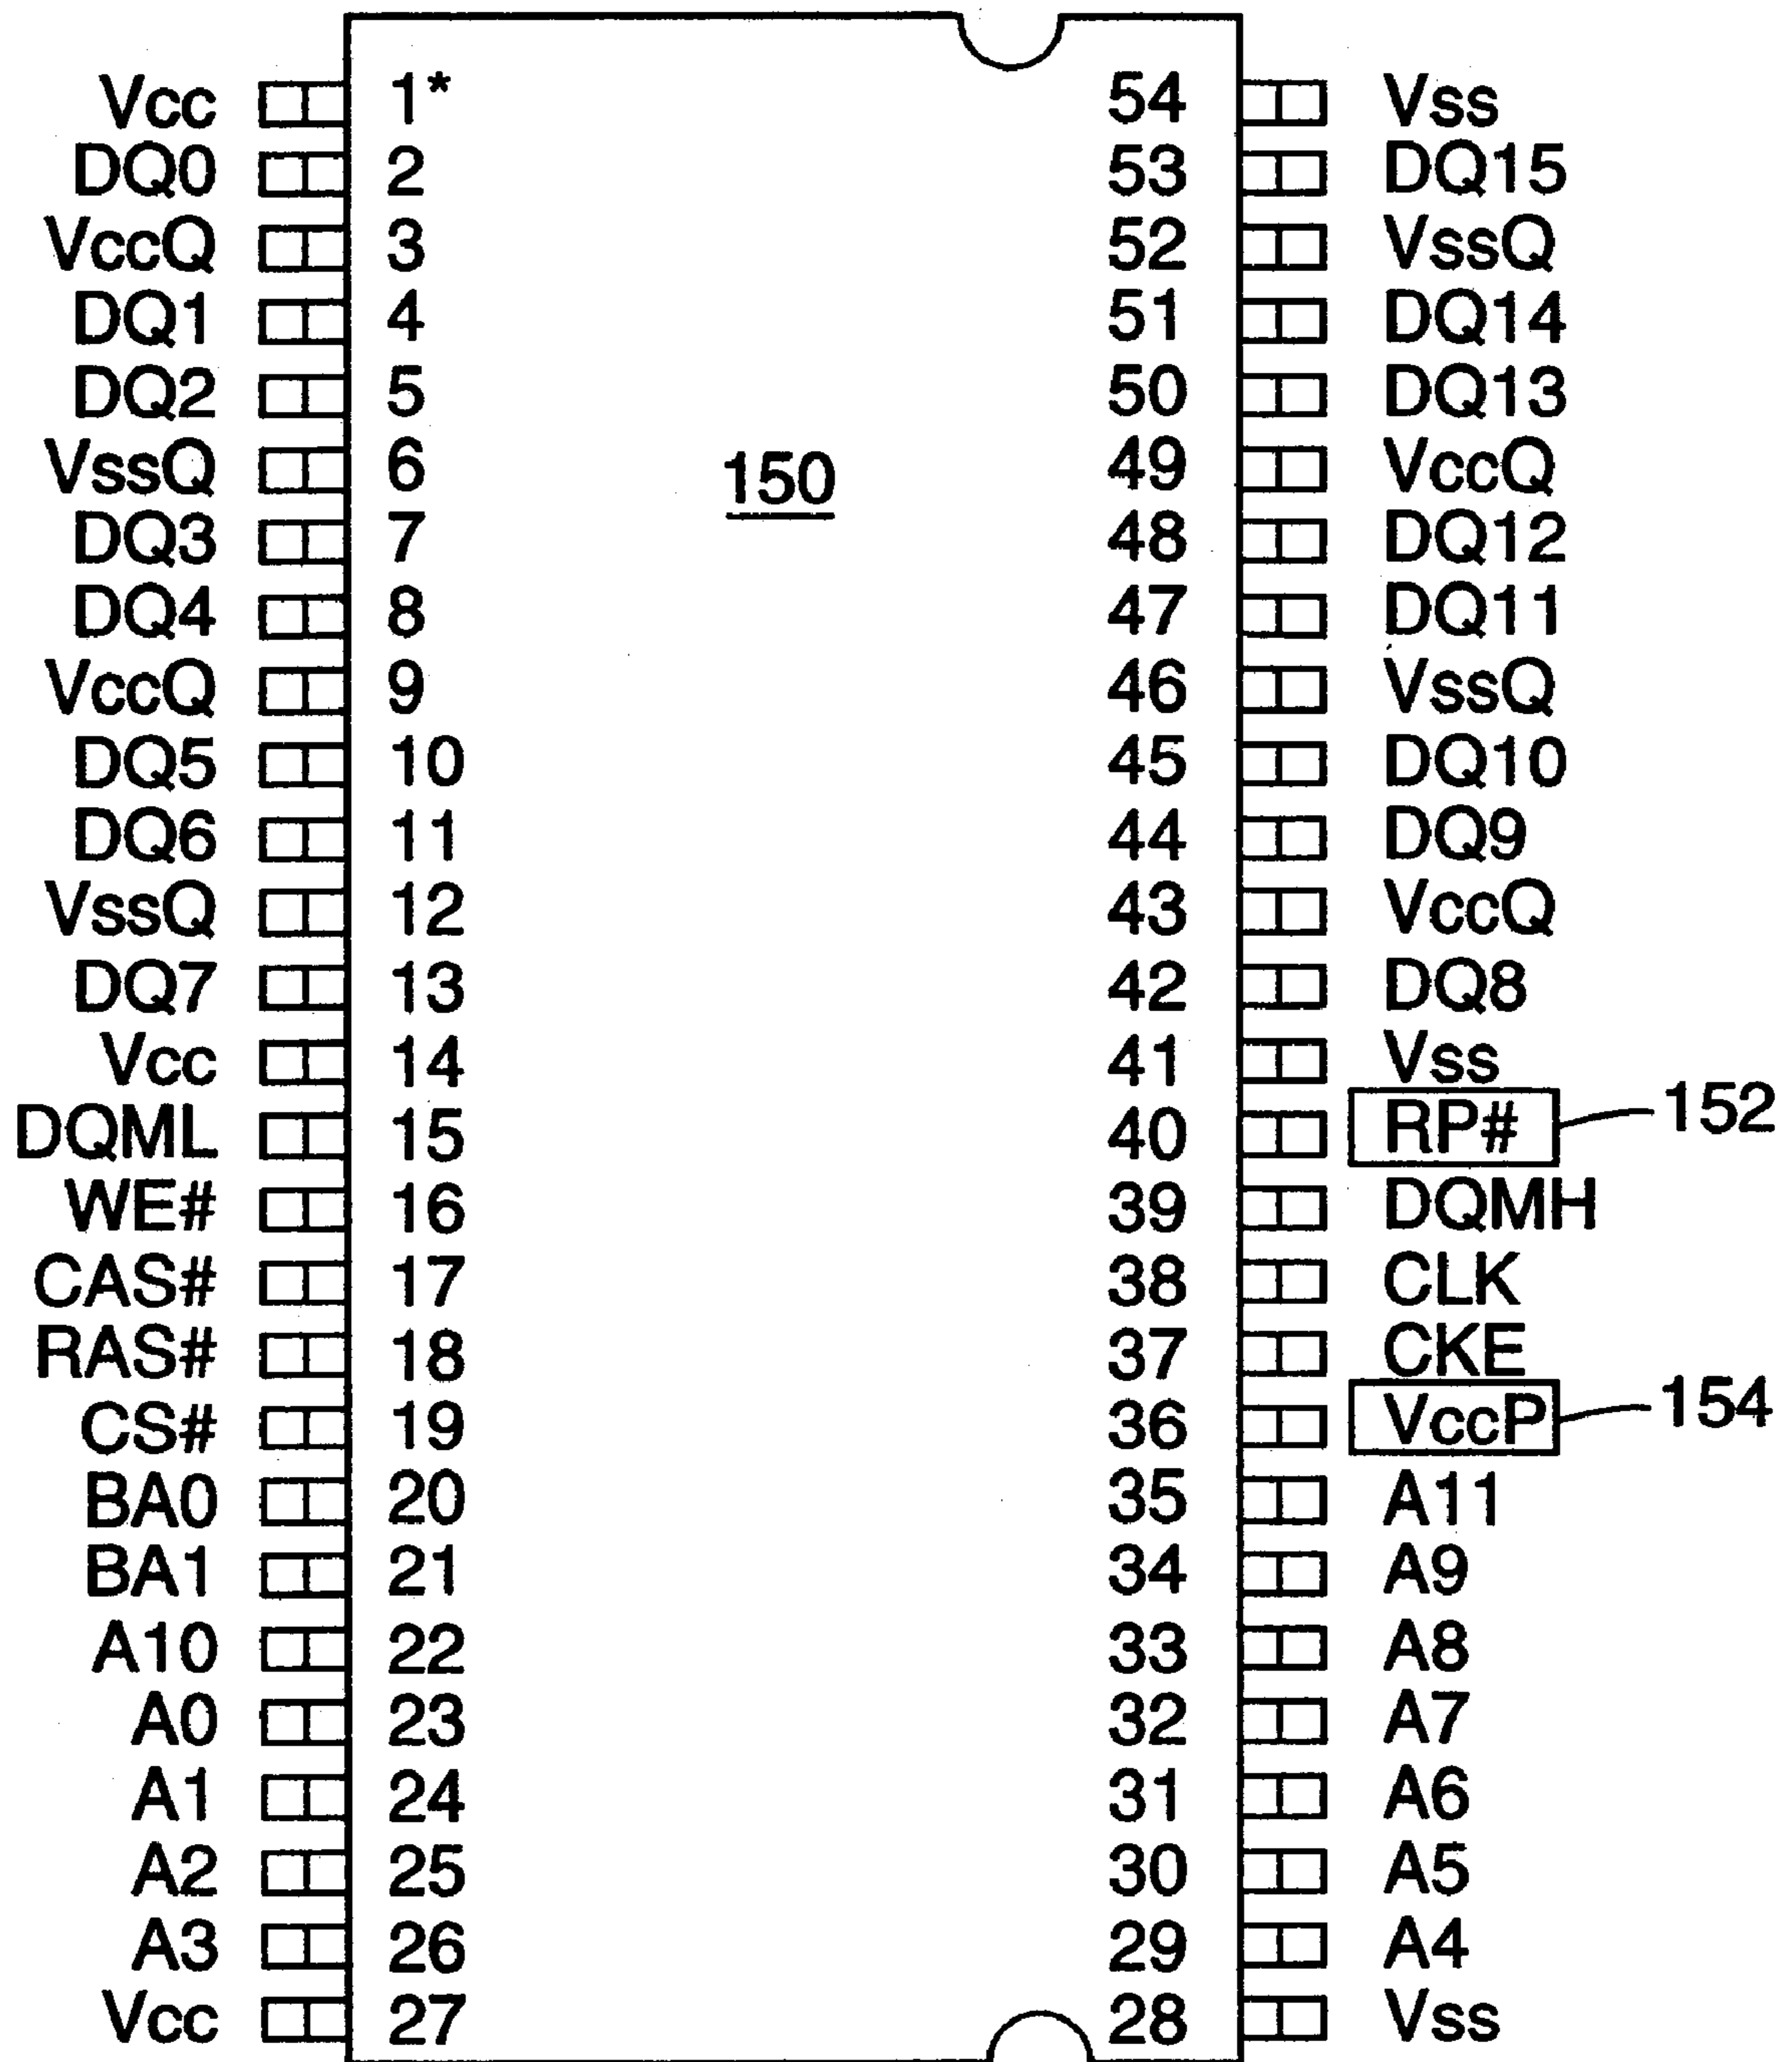 Vcc 1* 54 Vss
DQ0 2 53 DQ15
VccQ 3 52 VssQ
DQ1 4 51 DQ14
DQ2 5 50 DQ13
VssQ 6 150 49 VccQ
DQ3 7 48 DQ12
DQ4 8 47 DQ11
VccQ 9 46 VssQ
DQ5 10 45 DQ10
DQ6 11 44 DQ9
VssQ 12 43 VccQ
DQ7 13 42 DQ8
Vcc 14 41 Vss
DQML 15 40 RP# 152
WE# 16 39 DQMH
CAS# 17 38 CLK
RAS# 18 37 CKE
CS# 19 36 VccP 154
BA0 20 35 A11
BA1 21 34 A9
A10 22 33 A8
A0 23 32 A7
A1 24 31 A6
A2 25 30 A5
A3 26 29 A4
Vcc 27 28 Vss